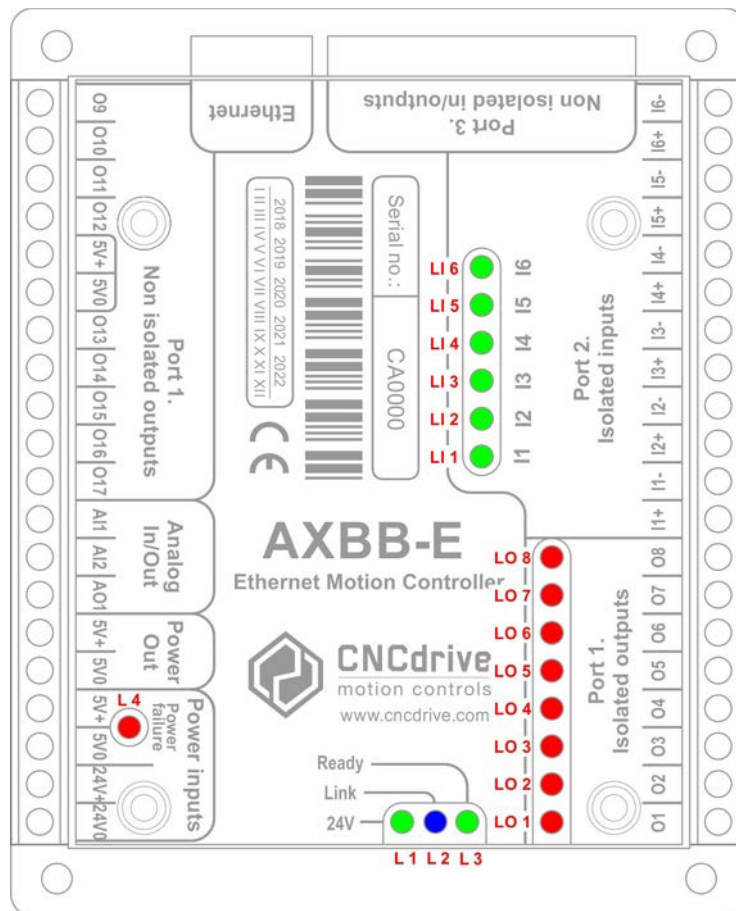 Ethernet
Port 3.
Non isolated in/outputs
O9
O10
O11
O12
5V+
5V0
O13
O14
O15
O16
O17
AI1
AI2
AO1
5V+
5V0
5V+
5V0
24V+
24V0
Non isolated outputs
Port 1.
Analog
In/Out
Power
Out
Power inputs
L 4
Power
failure
2018 2019 2020 2021 2022
I II III IV V VI VII VIII IX X XI XII
CE
Serial no.:
CA0000
LI 6
I6
LI 5
I5
LI 4
I4
LI 3
I3
LI 2
I2
LI 1
I1
Port 2.
Isolated inputs
I6-
I6+
I5-
I5+
I4-
I4+
I3-
I3+
I2-
I2+
I1-
I1+
O8
O7
O6
O5
O4
O3
O2
O1
AXBB-E
Ethernet Motion Controller
CNCdrive
motion controls
www.cncdrive.com
LO 8
LO 7
LO 6
LO 5
LO 4
LO 3
LO 2
LO 1
Port 1.
Isolated outputs
Ready
Link
24V
L 1
L 2
L 3